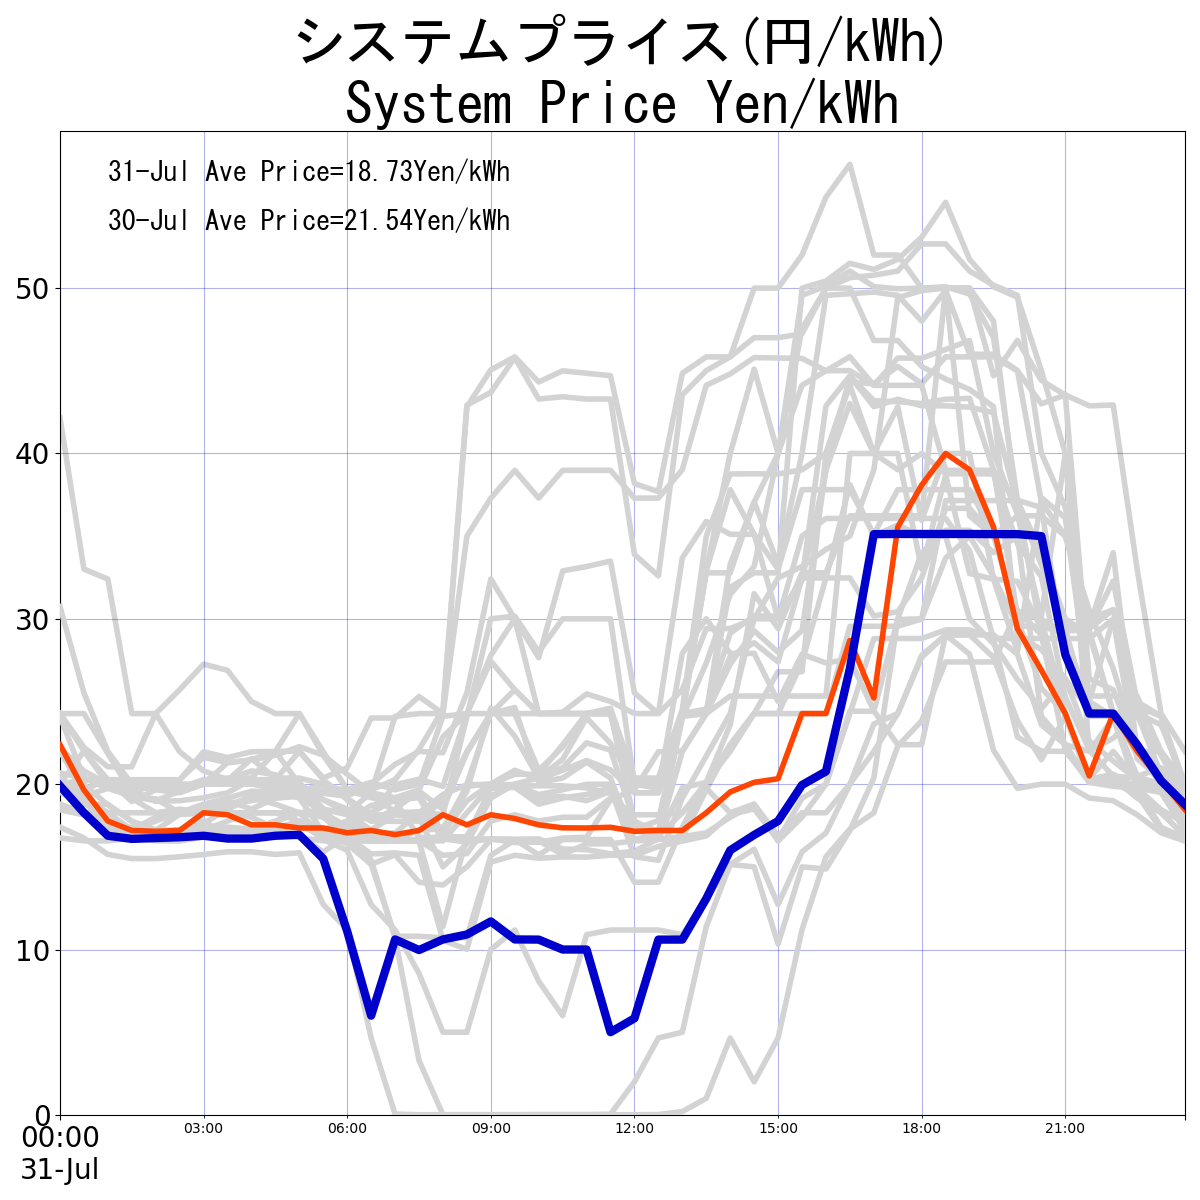 システムプライス(円/kWh)
System Price Yen/kWh
31-Jul Ave Price=18.73Yen/kWh
30-Jul Ave Price=21.54Yen/kWh
50
40
30
20
10
0
00:00 03:00 06:00 09:00 12:00 15:00 18:00 21:00
31-Jul